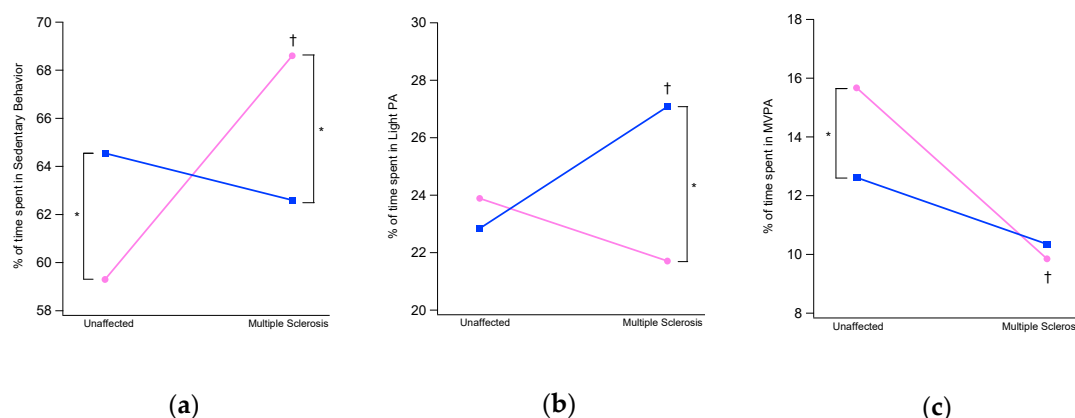 % of time spent in Sedentary Behavior
70
68
66
64
62
60
58
†
*
*
Unaffected Multiple Sclerosis
(a)
% of time spent in Light PA
30
28
26
24
22
20
†
*
Unaffected Multiple Sclerosis
(b)
% of time spent in MVPA
18
16
14
12
10
8
*
†
Unaffected Multiple Scleros
(c)